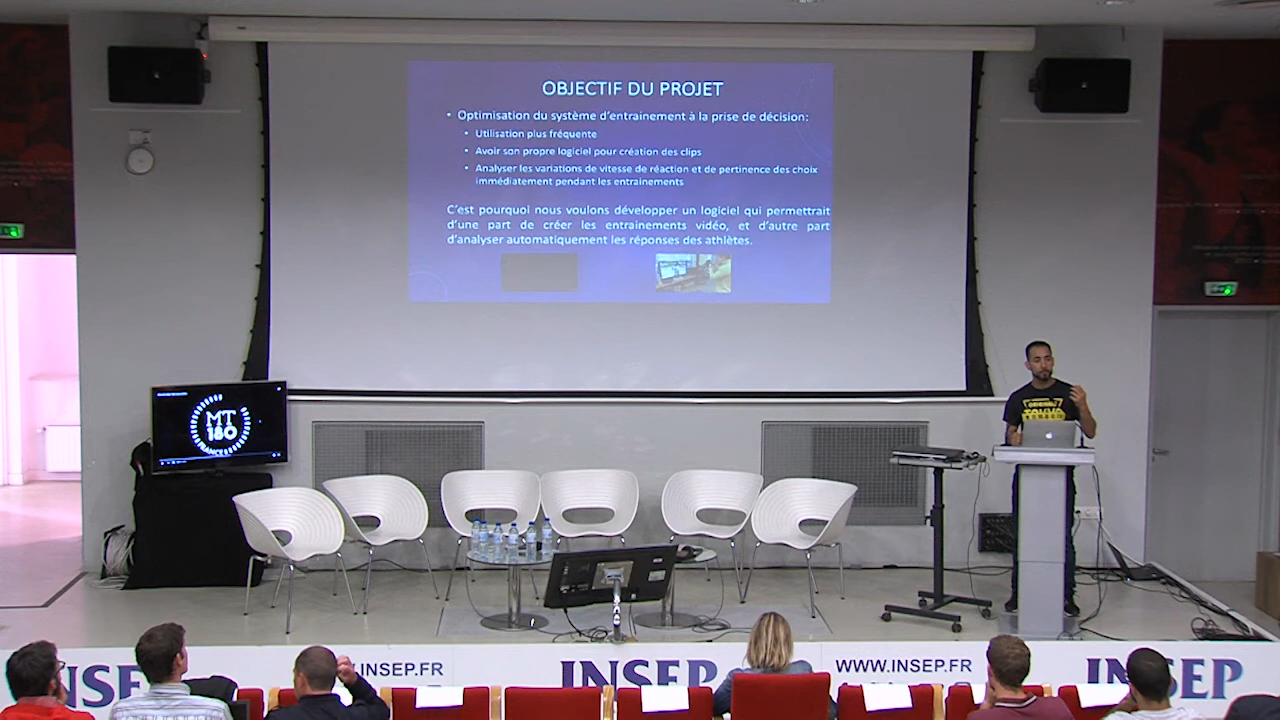 OBJECTIF DU PROJET
• Optimisation du système d'entrainement à la prise de décision:
• Utilisation plus fréquente
• Avoir son propre logiciel pour création des clips
• Analyser les variations de vitesse de réaction et de pertinence des choix
immédiatement pendant les entrainements
C'est pourquoi nous voulons développer un logiciel qui permettrait
d'une part de créer les entrainements vidéo, et d'autre part
d'analyser automatiquement les réponses des athlètes.
MT
180
FRANCE
ORIGINAL
TOKYO
INSEP
WWW.INSEP.FR
INSEP
WWW.INSEP.FR
INSEP